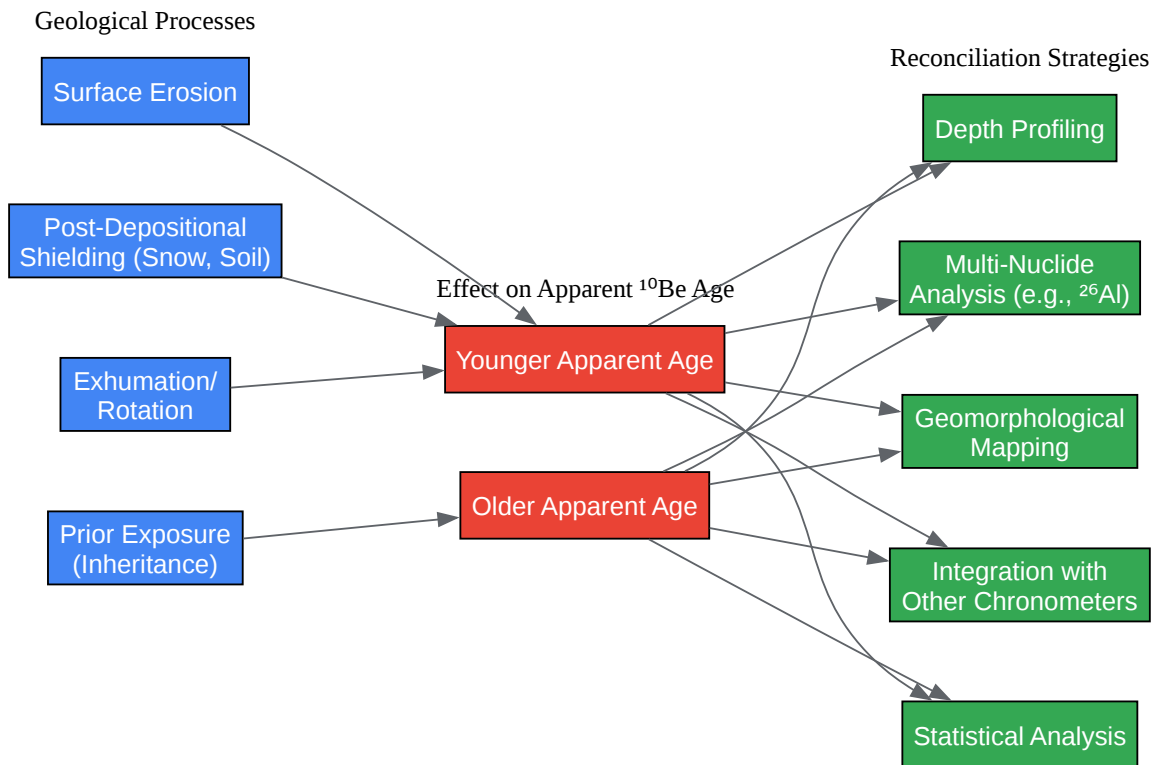 Geological Processes
Surface Erosion
Post-Depositional
Shielding (Snow, Soil)
Exhumation/
Rotation
Prior Exposure
(Inheritance)
Effect on Apparent ¹⁰Be Age
Younger Apparent Age
Older Apparent Age
Reconciliation Strategies
Depth Profiling
Multi-Nuclide
Analysis (e.g., ²⁶Al)
Geomorphological
Mapping
Integration with
Other Chronometers
Statistical Analysis